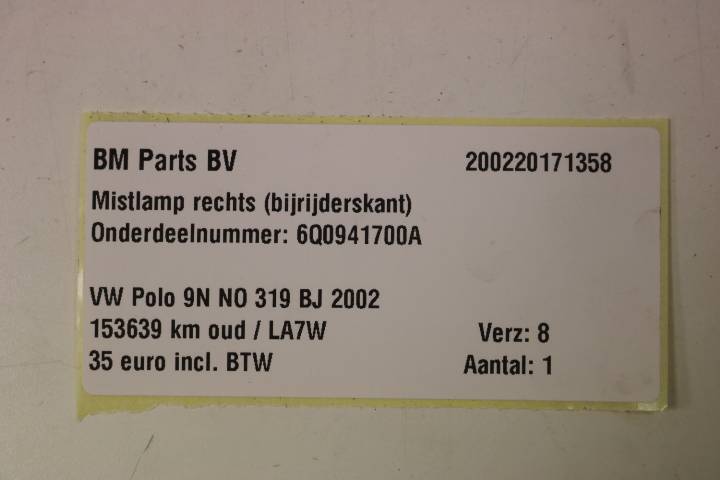 BM Parts BV 200220171358
Mistlamp rechts (bijrijderskant)
Onderdeelnummer: 6Q0941700A
VW Polo 9N NO 319 BJ 2002
153639 km oud / LA7W Verz: 8
35 euro incl. BTW Aantal: 1